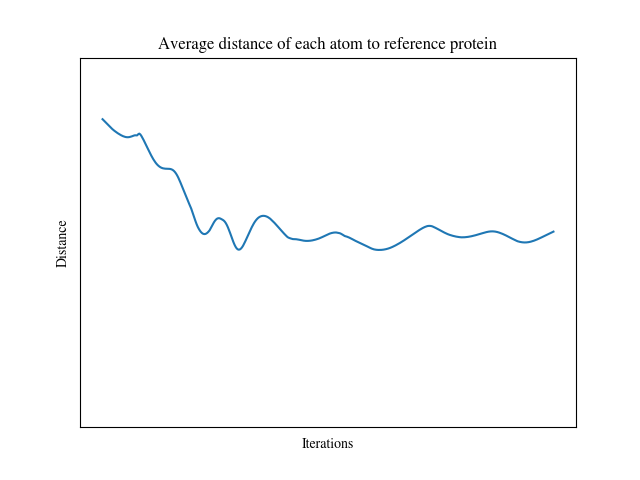 Average distance of each atom to reference protein
Distance
Iterations